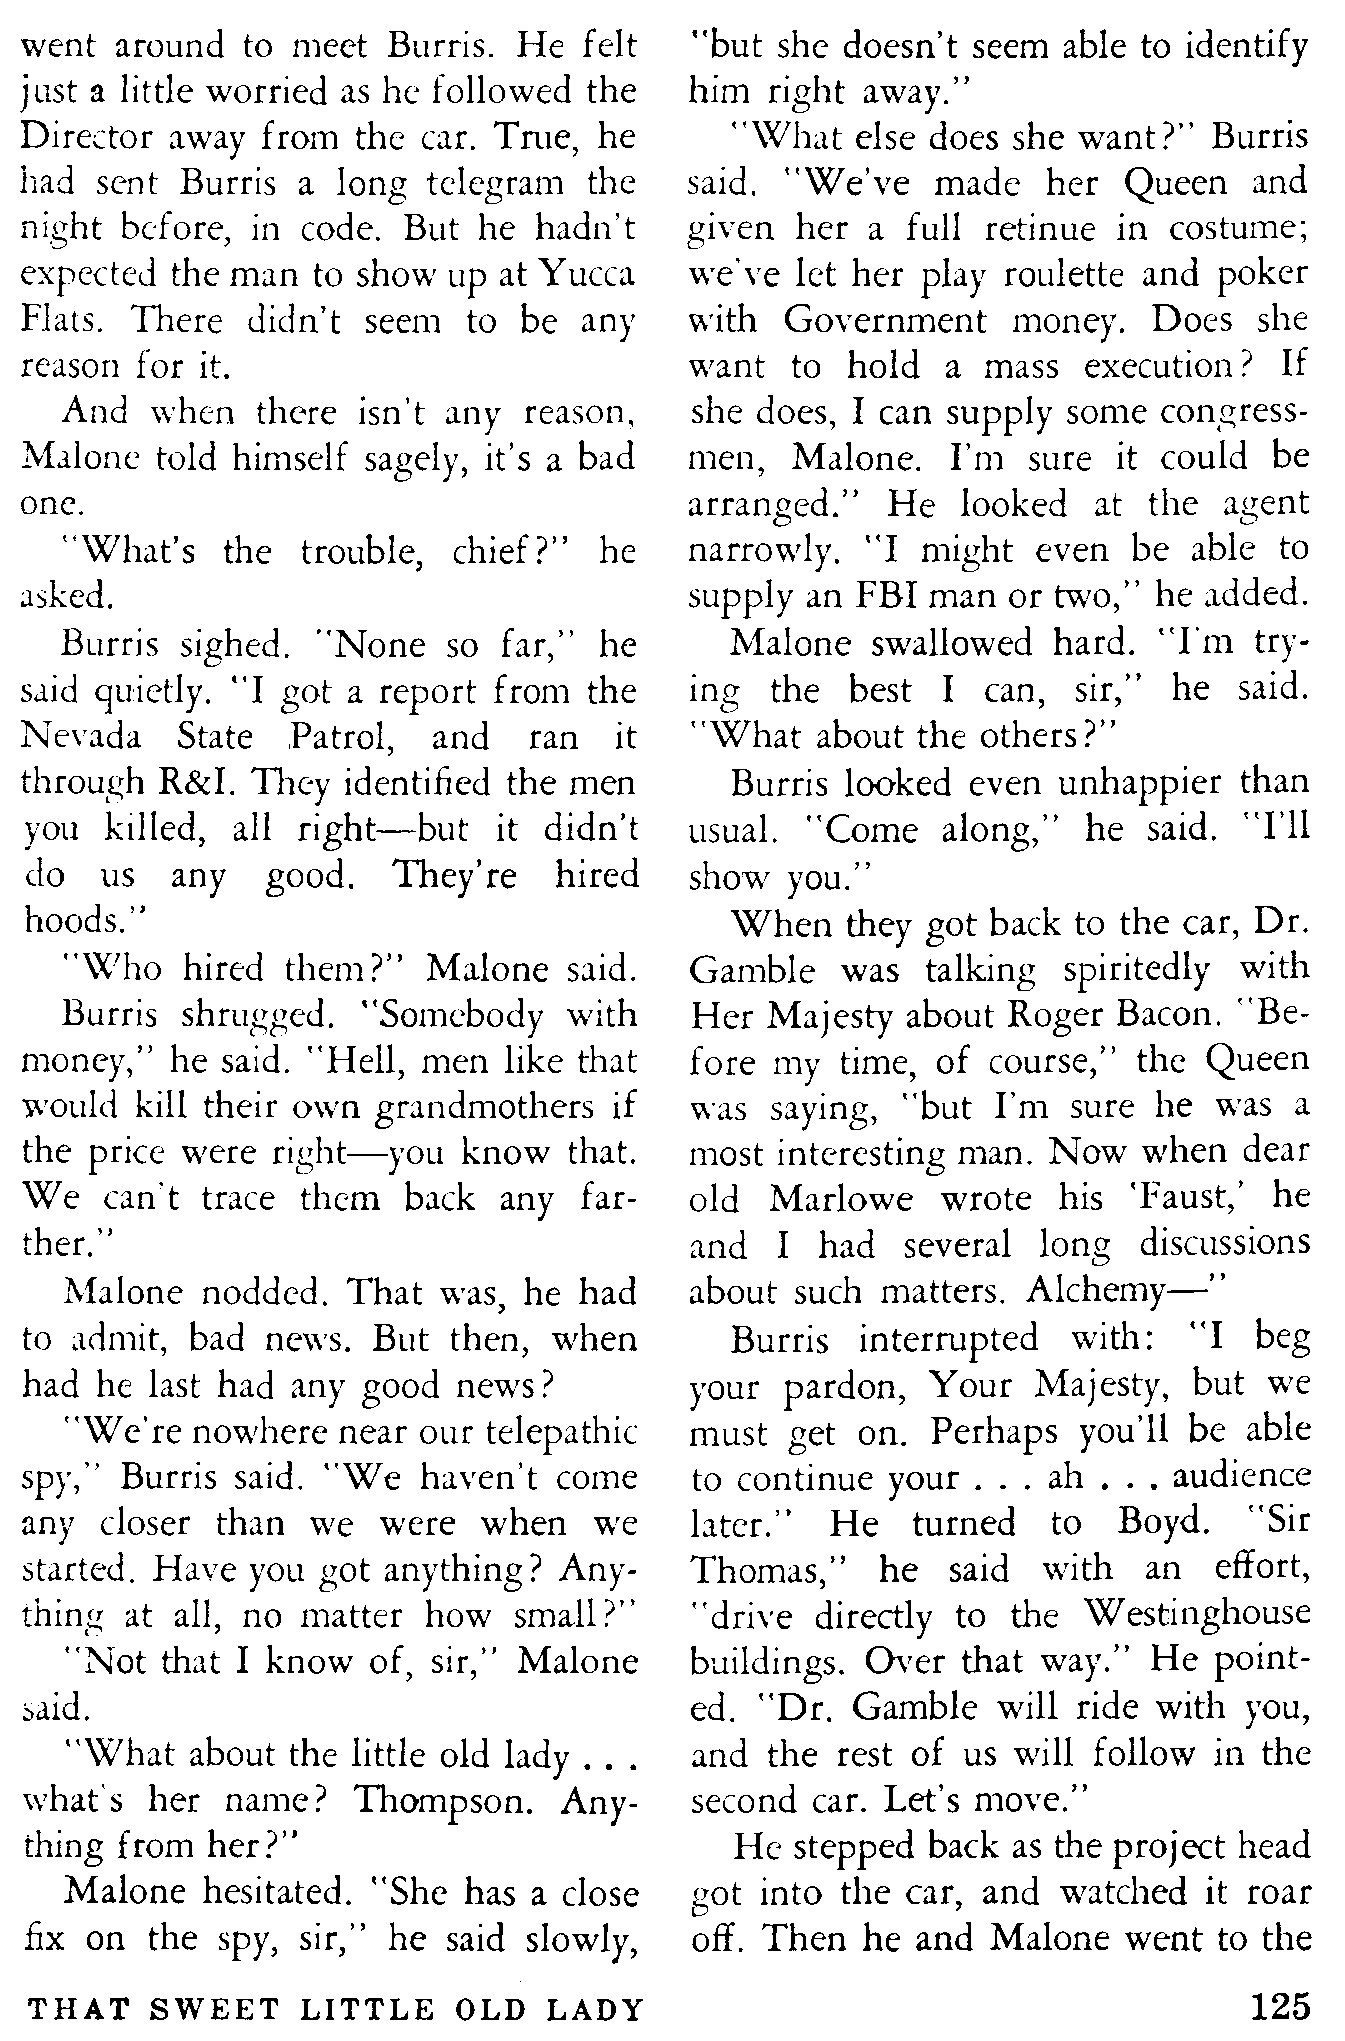 went around to meet Burris. He felt
just a little worried as he followed the
Director away from the car. True, he
had sent Burris a long telegram the
night before, in code. But he hadn't
expected the man to show up at Yucca
Flats. There didn't seem to be any
reason for it.
And when there isn't any reason,
Malone told himself sagely, it's a bad
one.
"What's the trouble, chief?" he
asked.
Burris sighed. "None so far," he
said quietly. "I got a report from the
Nevada State Patrol, and ran it
through R&I. They identified the men
you killed, all right—but it didn't
do us any good. They're hired
hoods."
"Who hired them?" Malone said.
Burris shrugged. "Somebody with
money," he said. "Hell, men like that
would kill their own grandmothers if
the price were right—you know that.
We can't trace them back any far-
ther."
Malone nodded. That was, he had
to admit, bad news. But then, when
had he last had any good news?
"We're nowhere near our telepathic
spy," Burris said. "We haven't come
any closer than we were when we
started. Have you got anything? Any-
thing at all, no matter how small?"
"Not that I know of, sir," Malone
said.
"What about the little old lady . . .
what's her name? Thompson. Any-
thing from her?"
Malone hesitated. "She has a close
fix on the spy, sir," he said slowly,
"but she doesn't seem able to identify
him right away."
"What else does she want?" Burris
said. "We've made her Queen and
given her a full retinue in costume;
we've let her play roulette and poker
with Government money. Does she
want to hold a mass execution? If
she does, I can supply some congress-
men, Malone. I'm sure it could be
arranged." He looked at the agent
narrowly. "I might even be able to
supply an FBI man or two," he added.
Malone swallowed hard. "I'm try-
ing the best I can, sir," he said.
"What about the others?"
Burris looked even unhappier than
usual. "Come along," he said. "I'll
show you."
When they got back to the car, Dr.
Gamble was talking spiritedly with
Her Majesty about Roger Bacon. "Be-
fore my time, of course," the Queen
was saying, "but I'm sure he was a
most interesting man. Now when dear
old Marlowe wrote his 'Faust,' he
and I had several long discussions
about such matters. Alchemy—"
Burris interrupted with: "I beg
your pardon, Your Majesty, but we
must get on. Perhaps you'll be able
to continue your . . . ah . . . audience
later." He turned to Boyd. "Sir
Thomas," he said with an effort,
"drive directly to the Westinghouse
buildings. Over that way." He point-
ed. "Dr. Gamble will ride with you,
and the rest of us will follow in the
second car. Let's move."
He stepped back as the project head
got into the car, and watched it roar
off. Then he and Malone went to the
THAT SWEET LITTLE OLD LADY
125